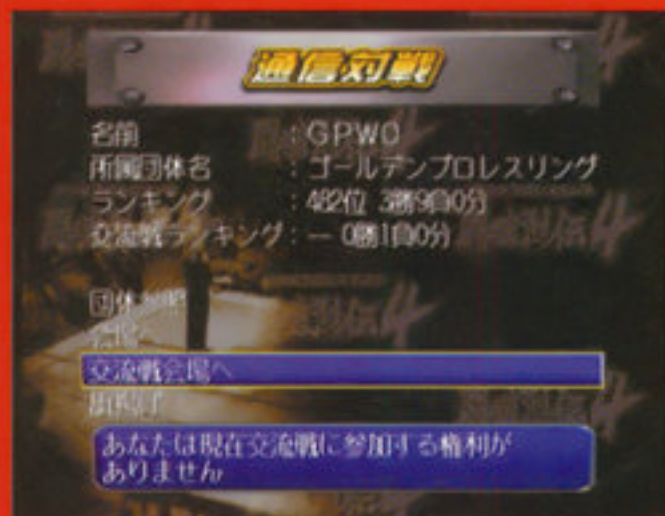 通信対戦
名前 : GPWO
所属団体名 : ゴールデンプロレスリング
ランキング : 482位 3勝9負0分
交流戦ランキング : ― 0勝1負0分
団体
会場
交流戦会場へ
あなたは現在交流戦に参加する権利が
ありません